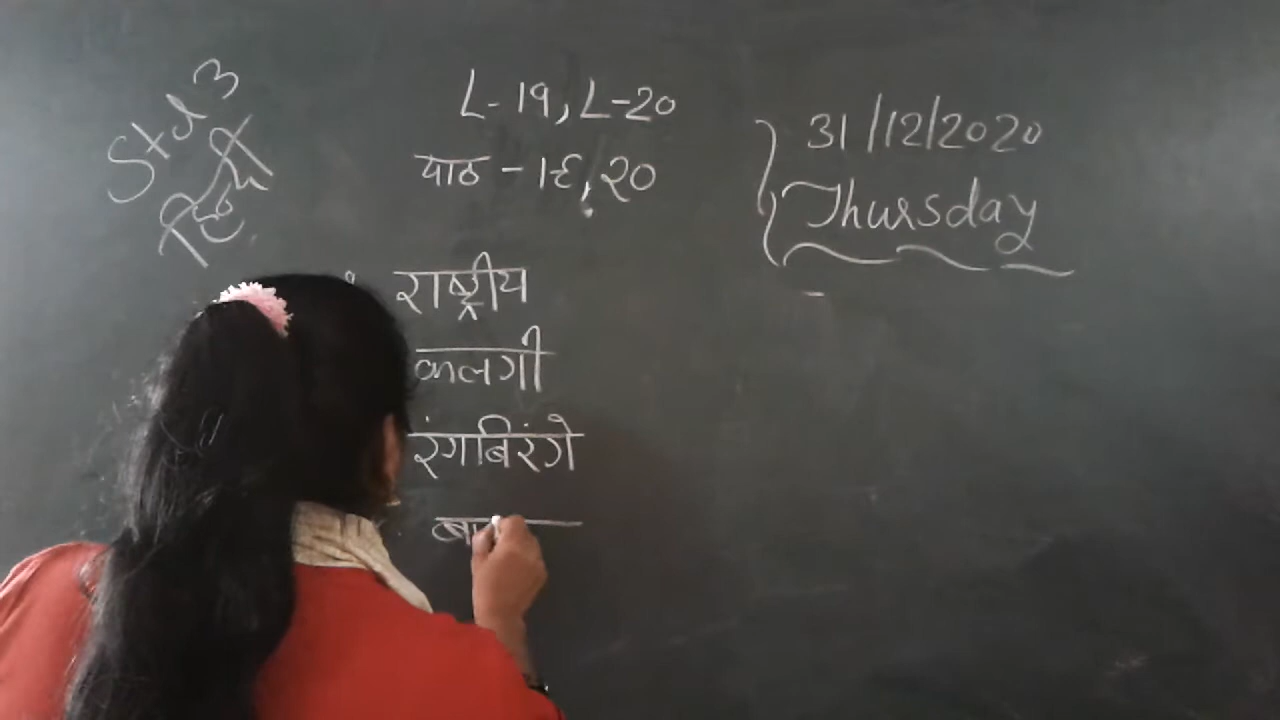 Std 3
हिन्दी
L-19, L-20
पाठ - १९, २०
31/12/2020
Thursday
राष्ट्रीय
कलगी
रंगबिरंगे
बा